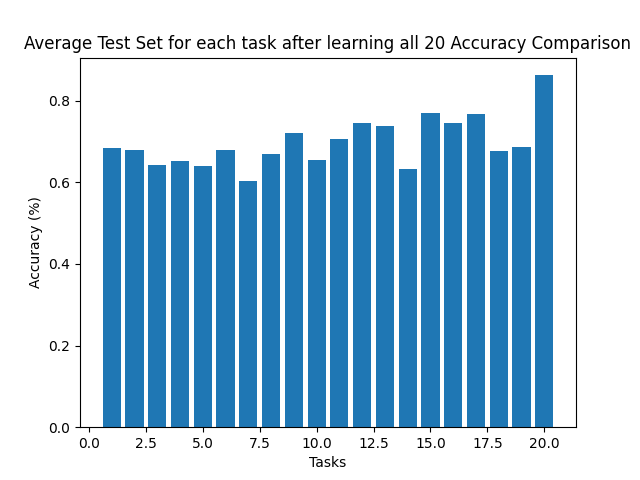 Average Test Set for each task after learning all 20 Accuracy Comparison
0.8
0.6
0.4
0.2
0.0
Accuracy (%)
0.0 2.5 5.0 7.5 10.0 12.5 15.0 17.5 20.0
Tasks